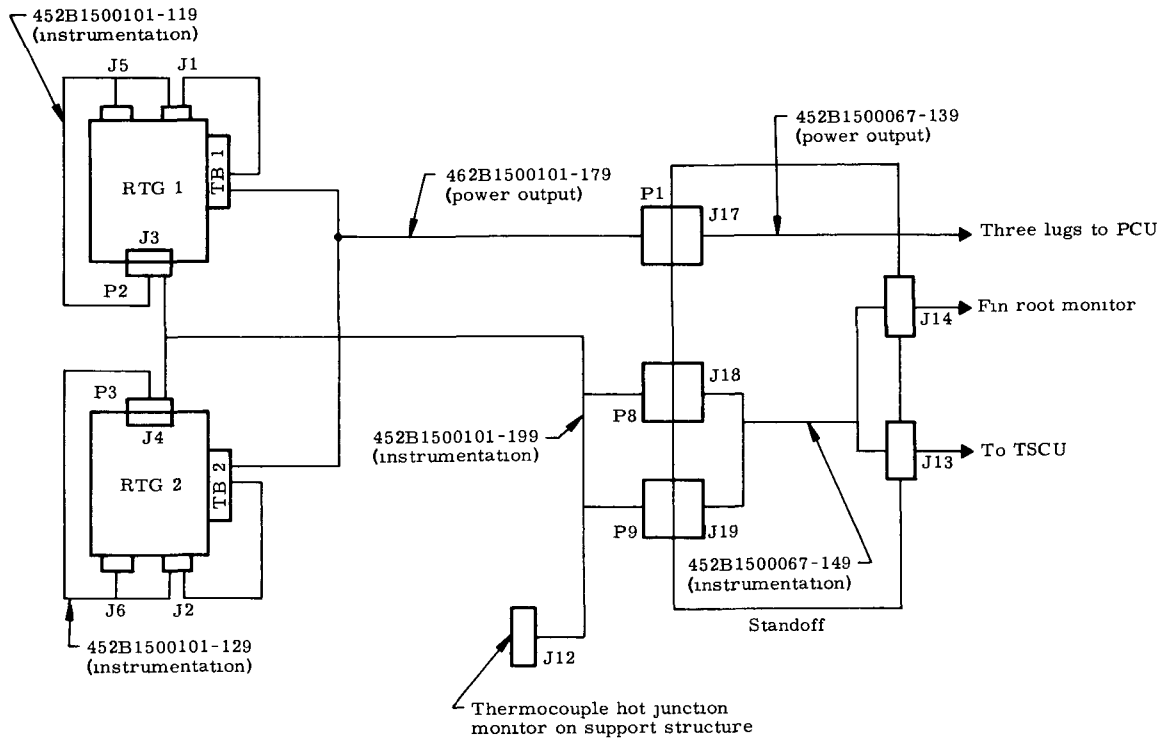 452B1500101-119
(instrumentation)
J5
J1
RTG 1
TB 1
J3
P2
462B1500101-179
(power output)
452B1500067-139
(power output)
P1
J17
Three lugs to PCU
J14
Fin root monitor
P3
J4
RTG 2
TB 2
J6
J2
452B1500101-129
(instrumentation)
452B1500101-199
(instrumentation)
J18
P8
P9
J19
J13
To TSCU
452B1500067-149
(instrumentation)
Standoff
J12
Thermocouple hot junction
monitor on support structure